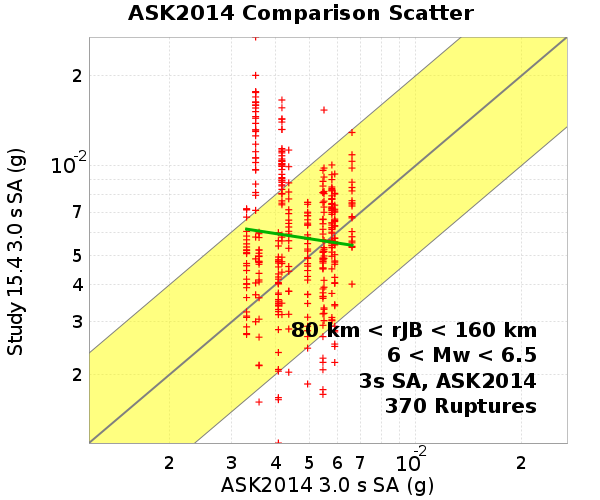 ASK2014 Comparison Scatter
Study 15.4 3.0 s SA (g)
2
10-2
7
5
4
3
2
80 km < rJB < 160 km
6 < Mw < 6.5
3s SA, ASK2014
370 Ruptures
2 3 4 5 6 7 10-2 2
ASK2014 3.0 s SA (g)